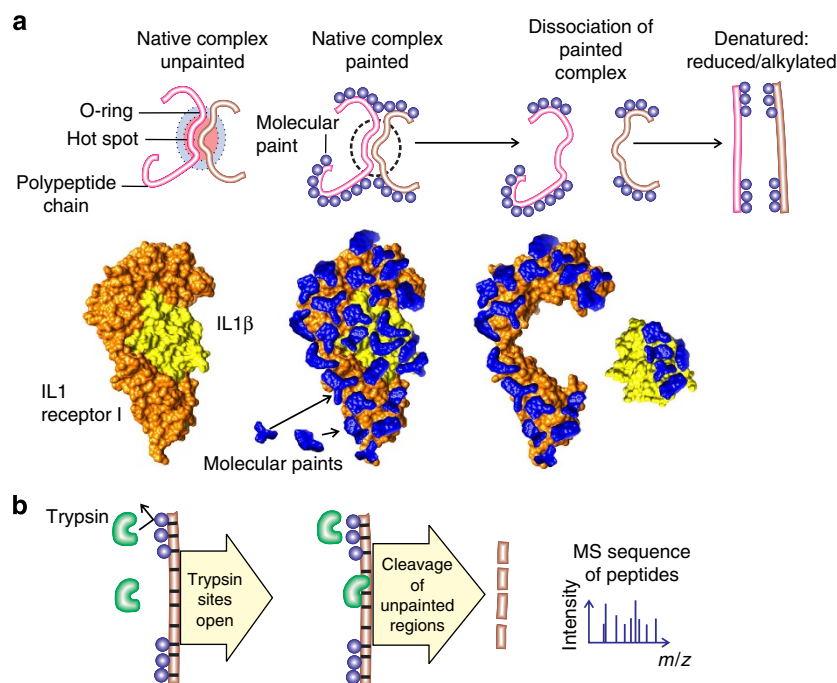 a
Native complex
unpainted
Native complex
painted
Dissociation of
painted
complex
Denatured:
reduced/alkylated
O-ring
Hot spot
Polypeptide
chain
Molecular
paint
IL1β
IL1
receptor I
Molecular paints
b
Trypsin
Trypsin
sites
open
Cleavage
of
unpainted
regions
MS sequence
of peptides
Intensity
m/z